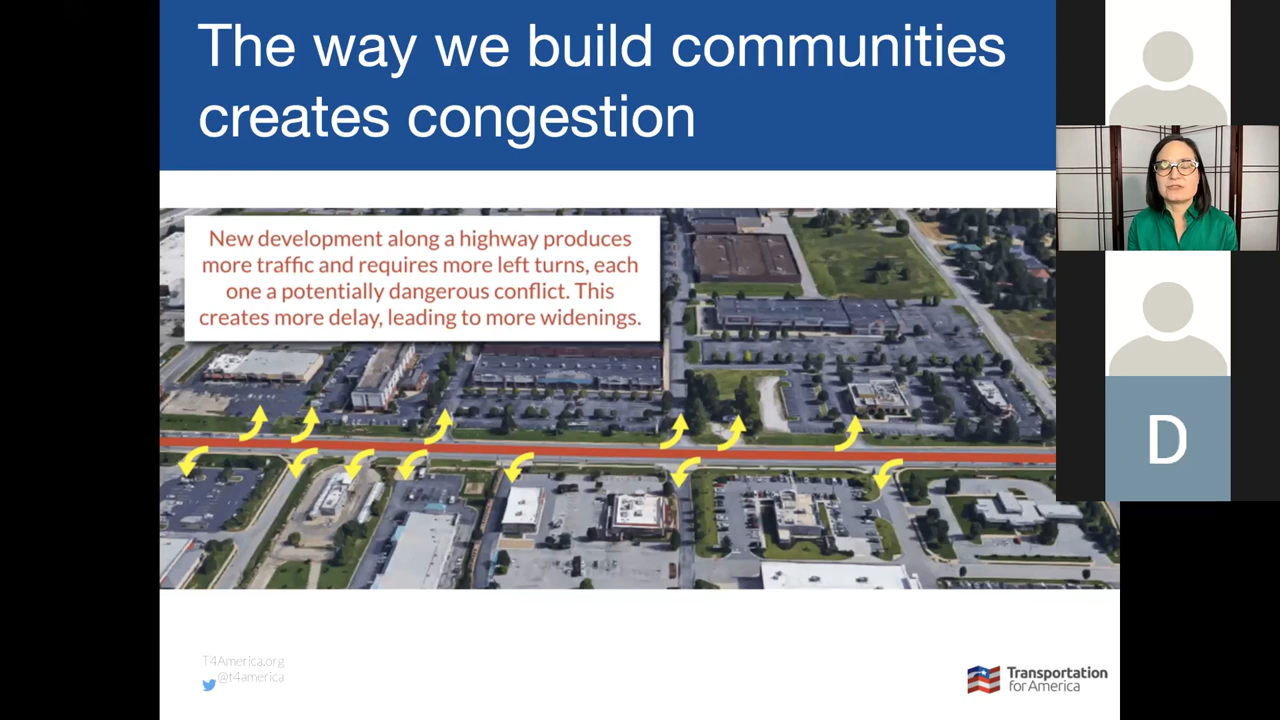 The way we build communities
creates congestion
New development along a highway produces
more traffic and requires more left turns, each
one a potentially dangerous conflict. This
creates more delay, leading to more widenings.
D
T4America.org
@t4america
Transportation
for America